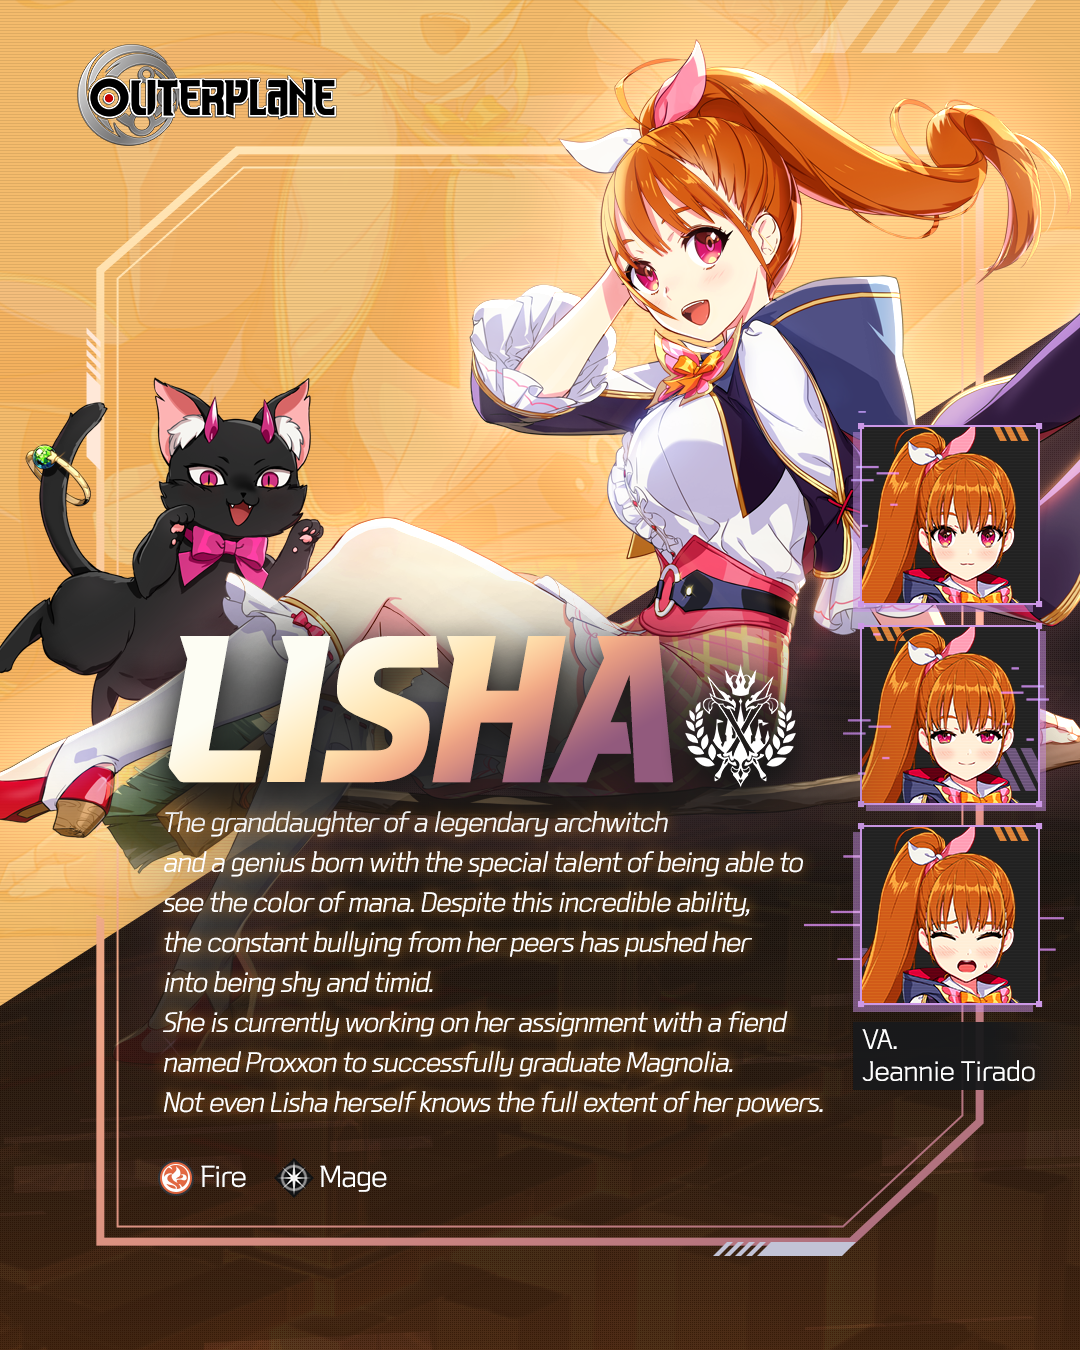 OUTERPLANE
LISHA
The granddaughter of a legendary archwitch
and a genius born with the special talent of being able to
see the color of mana. Despite this incredible ability,
the constant bullying from her peers has pushed her
into being shy and timid.
She is currently working on her assignment with a fiend
named Proxxon to successfully graduate Magnolia.
Not even Lisha herself knows the full extent of her powers.
VA.
Jeannie Tirado
Fire Mage